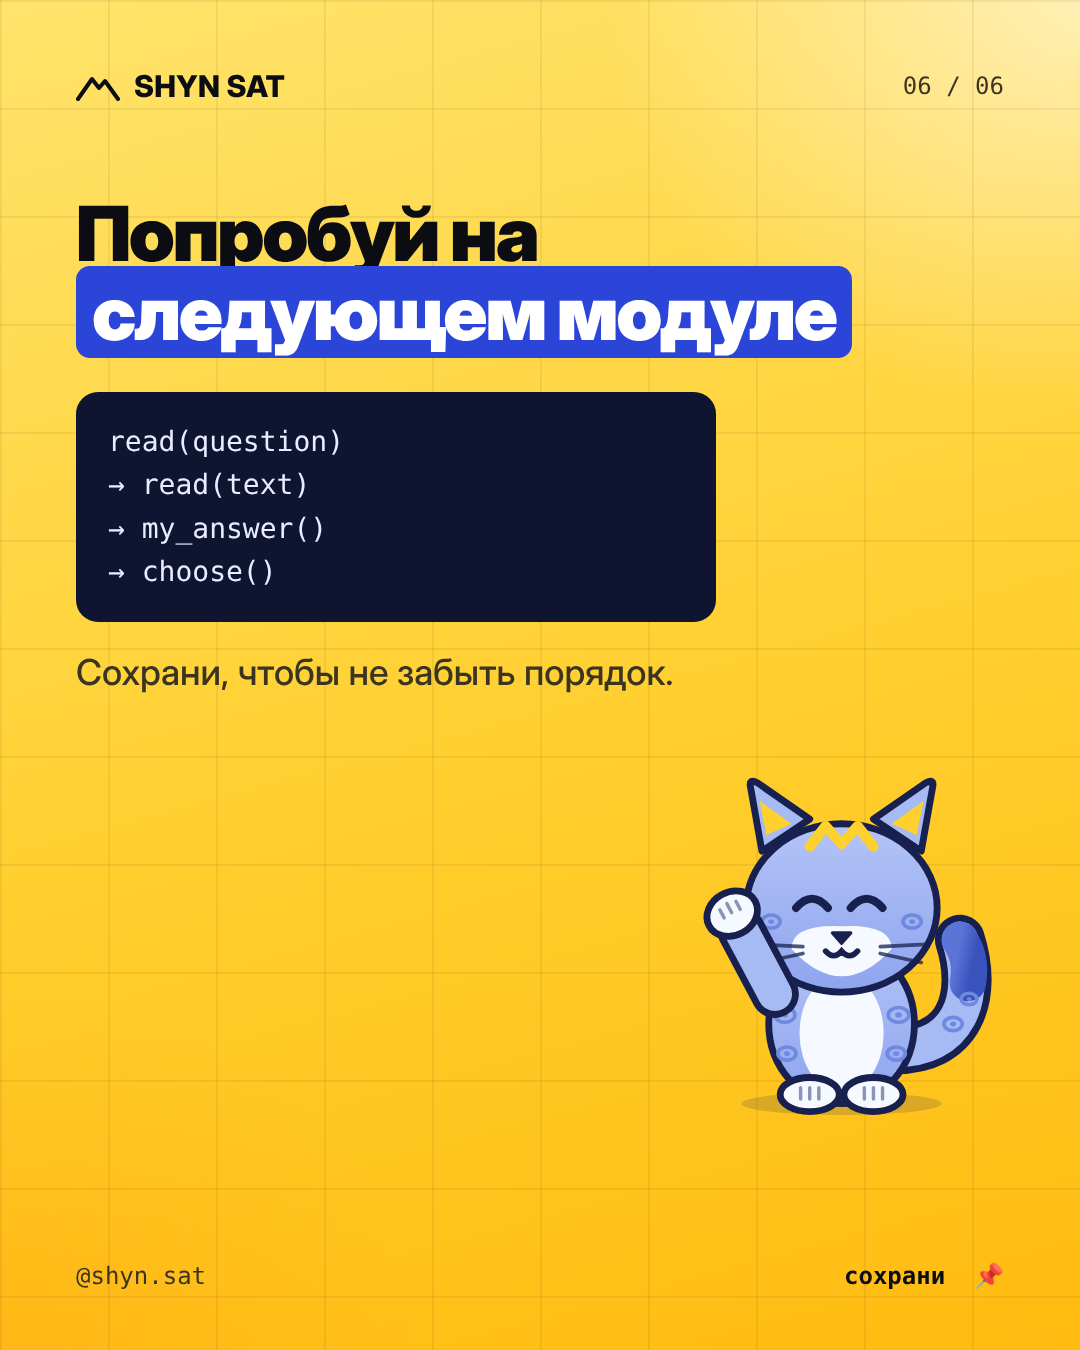 SHYN SAT
06 / 06
Попробуй на
следующем модуле
read(question)
→ read(text)
→ my_answer()
→ choose()
Сохрани, чтобы не забыть порядок.
@shyn.sat
сохрани 📌